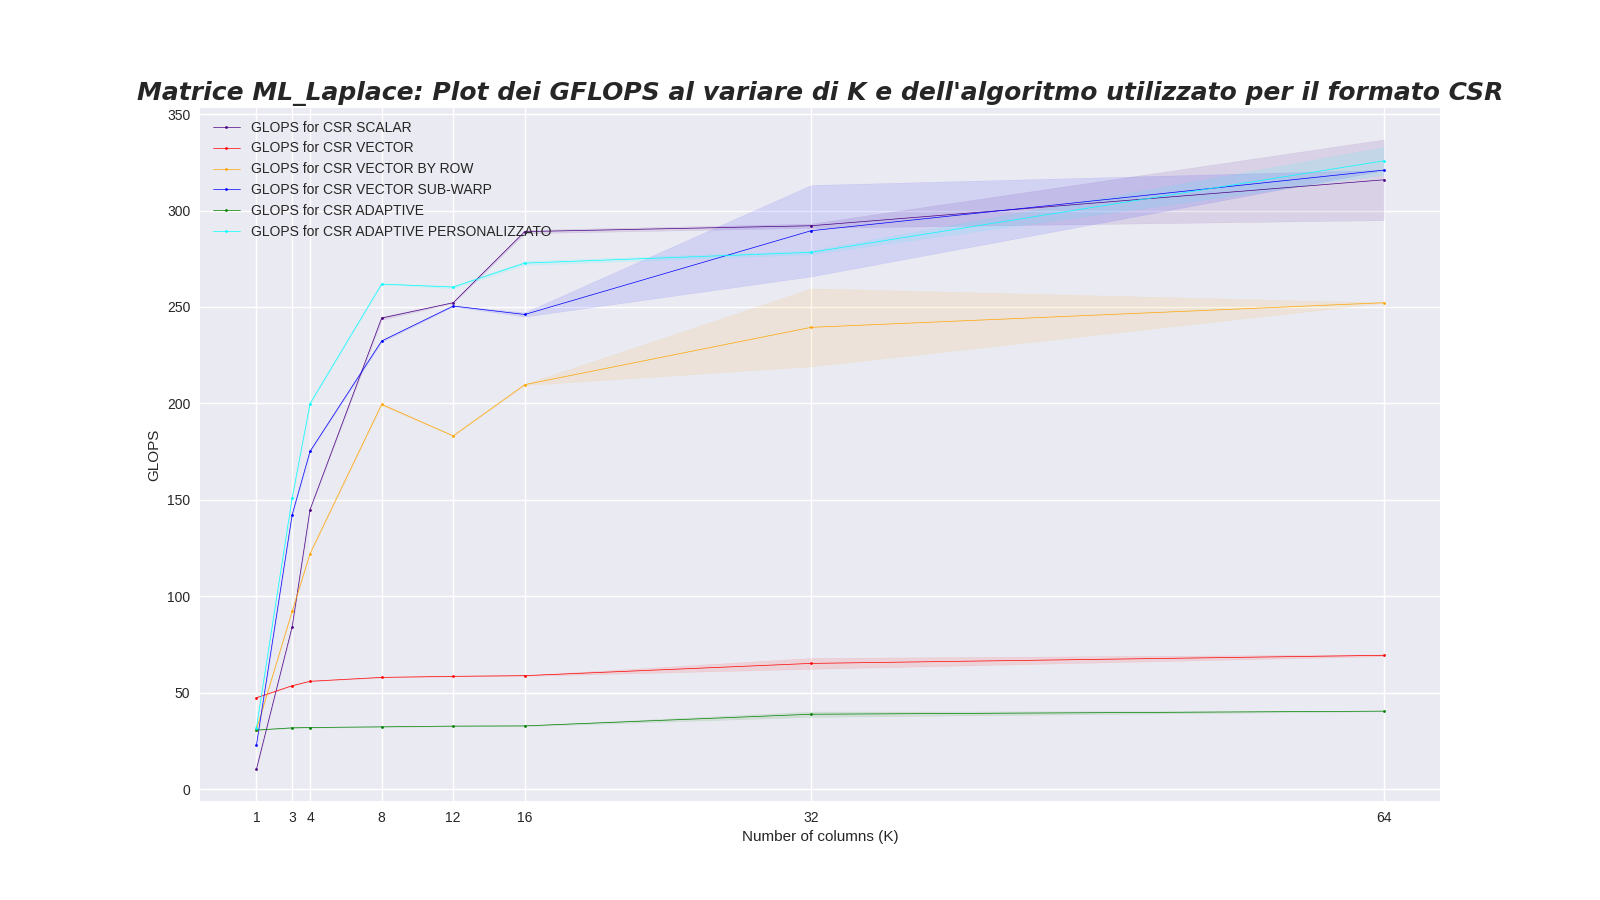 Matrice ML_Laplace: Plot dei GFLOPS al variare di K e dell'algoritmo utilizzato per il formato CSR
350
300
250
200
150
100
50
0
GLOPS
GLOPS for CSR SCALAR
GLOPS for CSR VECTOR
GLOPS for CSR VECTOR BY ROW
GLOPS for CSR VECTOR SUB-WARP
GLOPS for CSR ADAPTIVE
GLOPS for CSR ADAPTIVE PERSONALIZZATO
1 3 4 8 12 16 32 64
Number of columns (K)